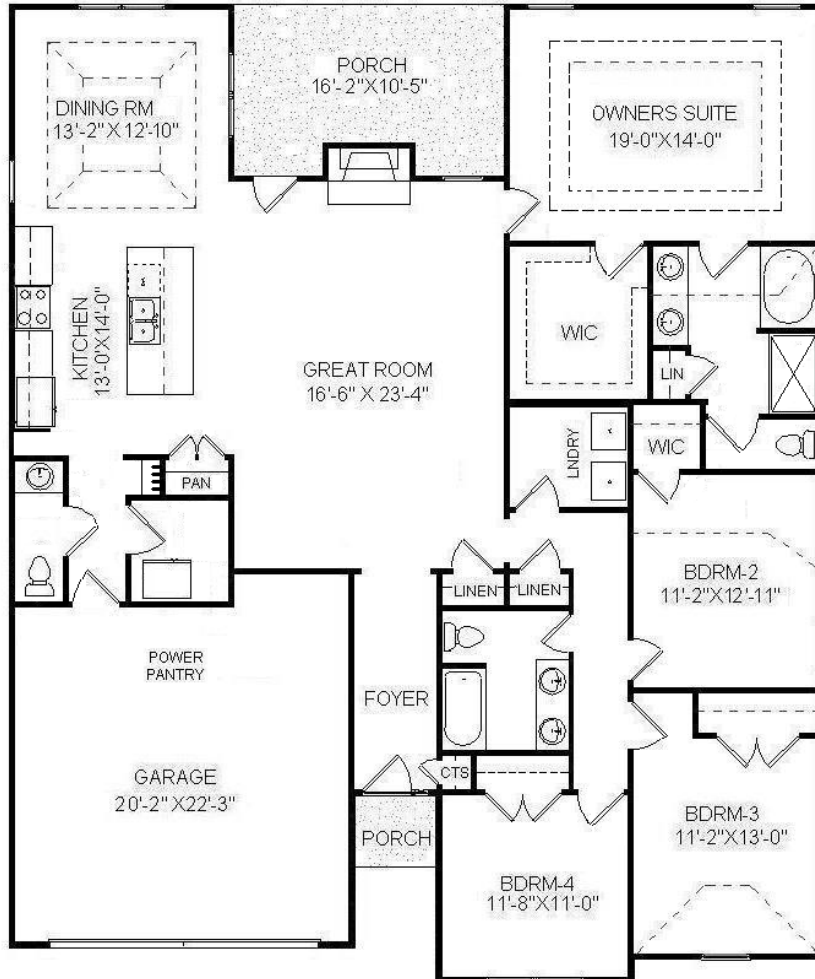 PORCH
16'-2"X10'-5"
DINING RM
13'-2"X12'-10"
OWNERS SUITE
19'-0"X14'-0"
KITCHEN
13'-0"X14'-0"
WIC
GREAT ROOM
16'-6" X 23'-4"
LIN
LNDRY
WIC
PAN
BDRM-2
11'-2"X12'-11"
LINEN
LINEN
POWER
PANTRY
FOYER
CTS
GARAGE
20'-2"X22'-3"
PORCH
BDRM-3
11'-2"X13'-0"
BDRM-4
11'-8"X11'-0"